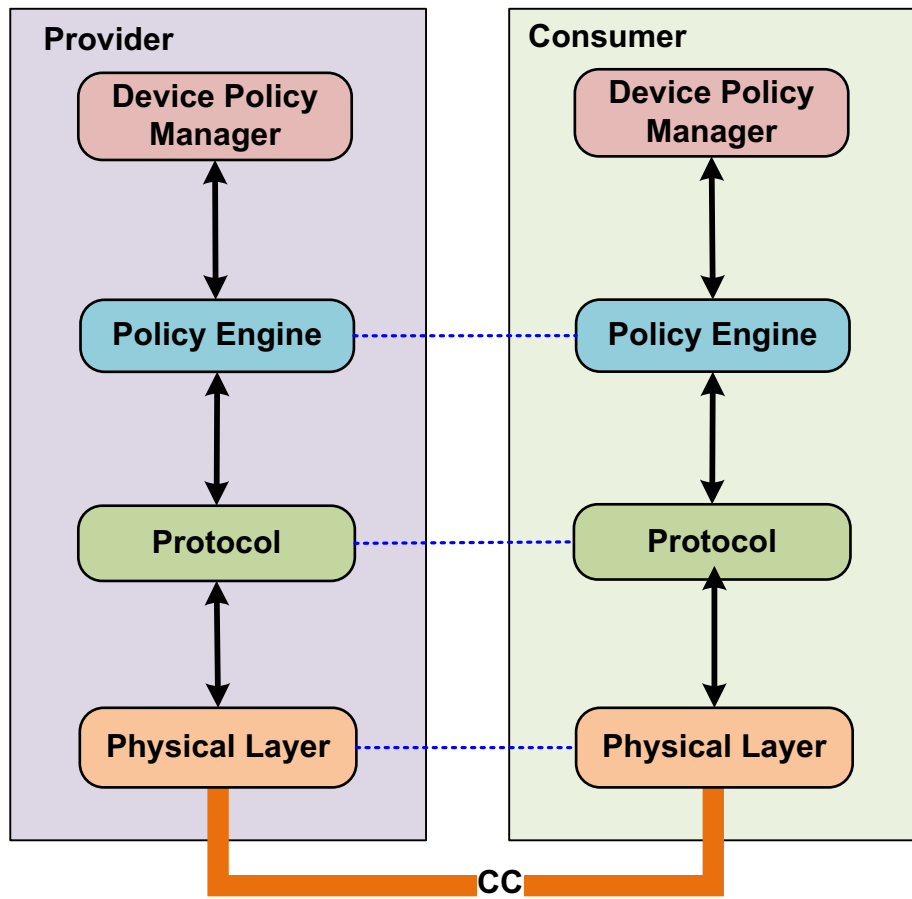 Provider
Device Policy
Manager
Policy Engine
Protocol
Physical Layer
Consumer
Device Policy
Manager
Policy Engine
Protocol
Physical Layer
CC